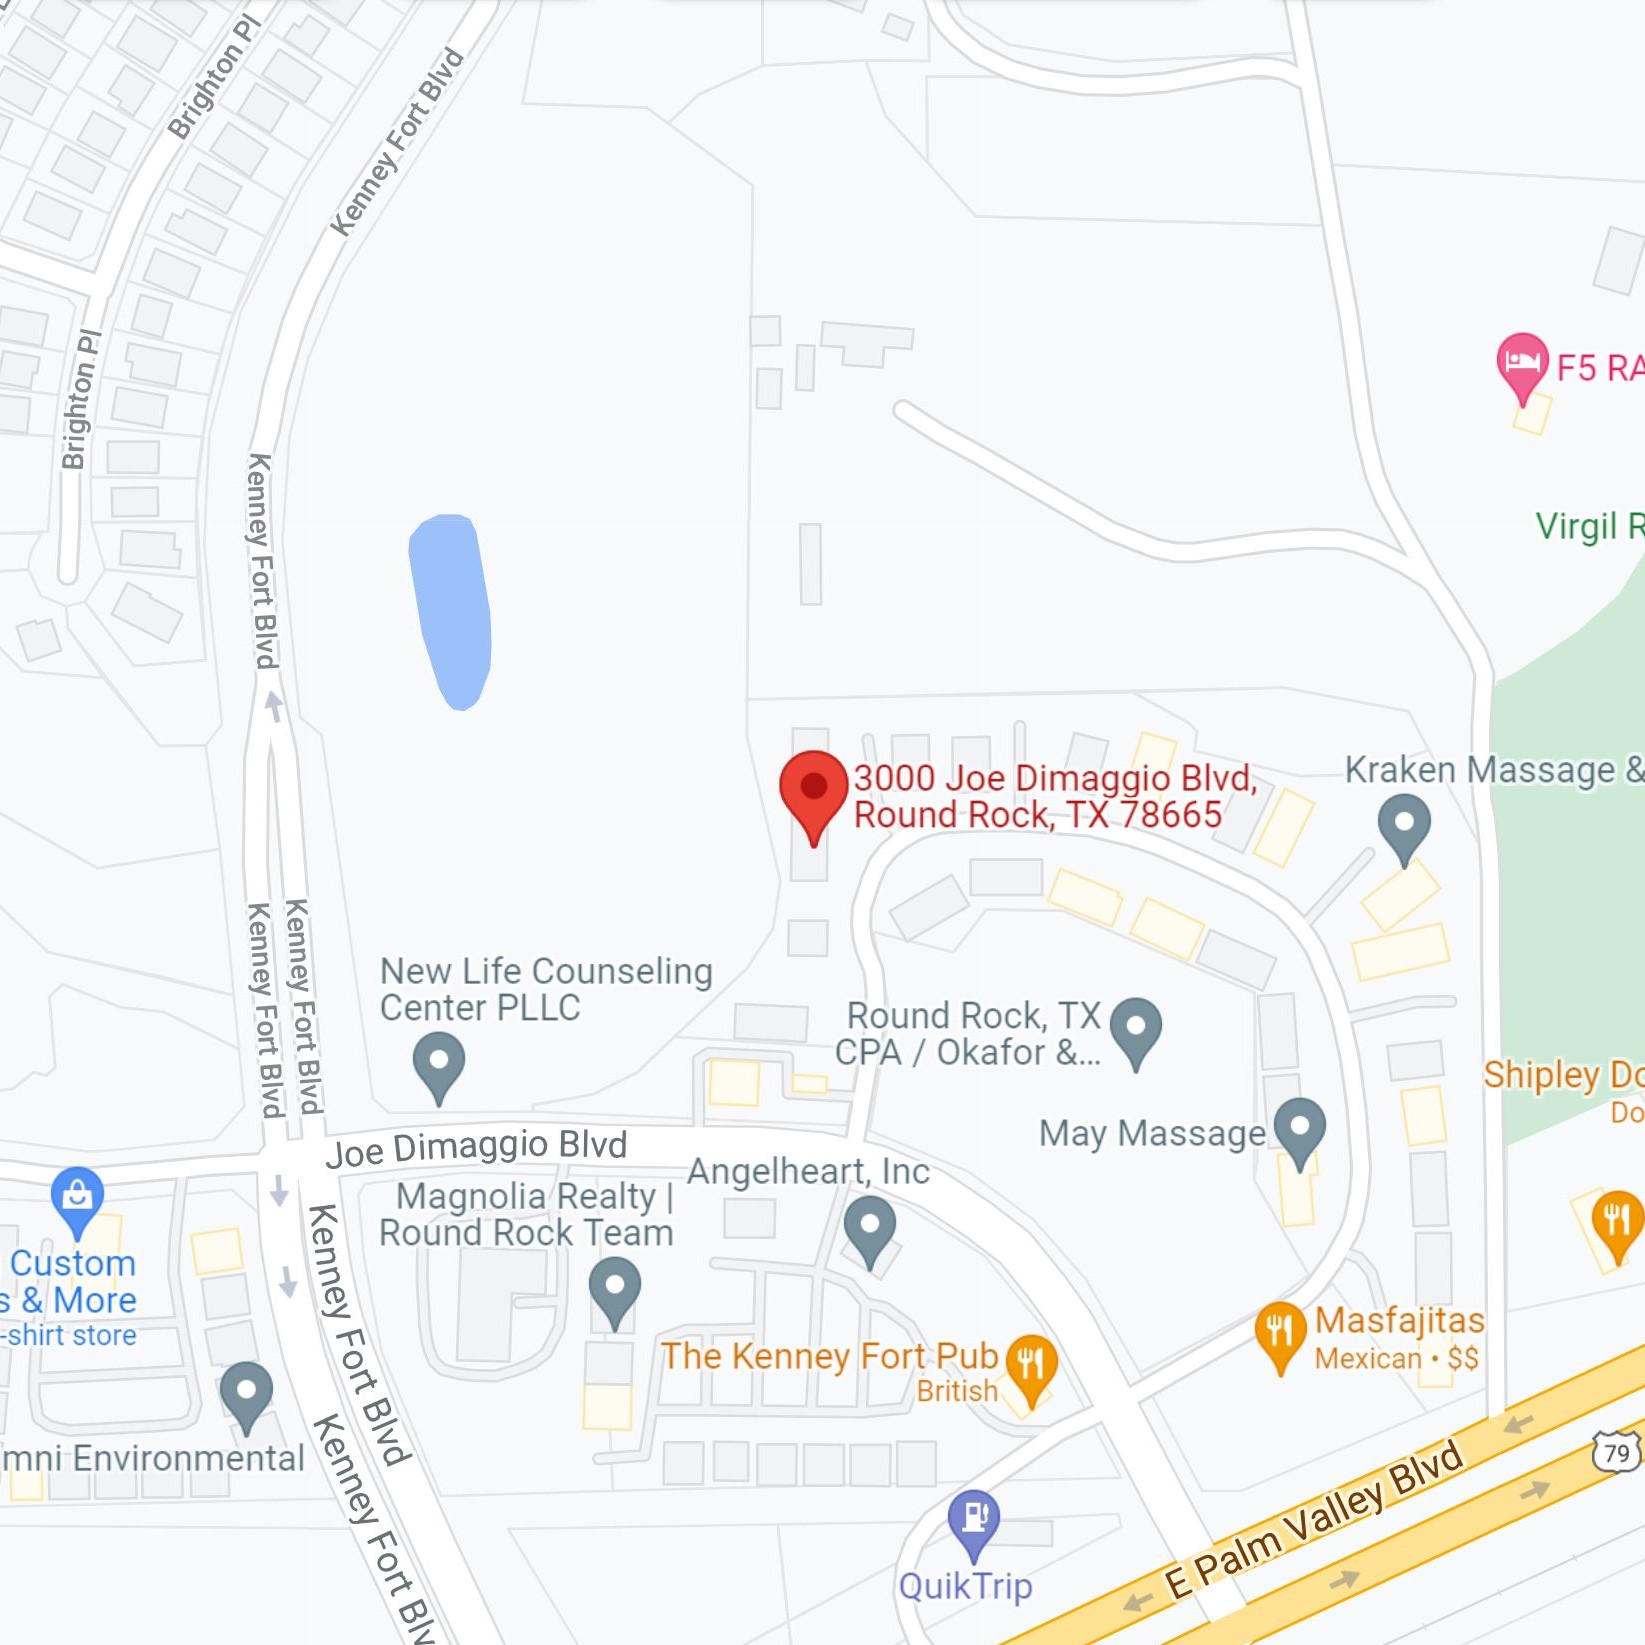 Brighton Pl
Kenney Fort Blvd
Brighton Pl
F5 RA
Kenney Fort Blvd
Virgil R
3000 Joe Dimaggio Blvd,
Round Rock, TX 78665
Kraken Massage &
Kenney Fort Blvd
Kenney Fort Blvd
New Life Counseling
Center PLLC
Round Rock, TX
CPA / Okafor &...
Shipley Do
Do
May Massage
Joe Dimaggio Blvd
Angelheart, Inc
Magnolia Realty |
Round Rock Team
Custom
s & More
-shirt store
Kenney Fort Blvd
Masfajitas
Mexican • $$
The Kenney Fort Pub
British
mni Environmental
Kenney Fort Blv
79
E Palm Valley Blvd
QuikTrip